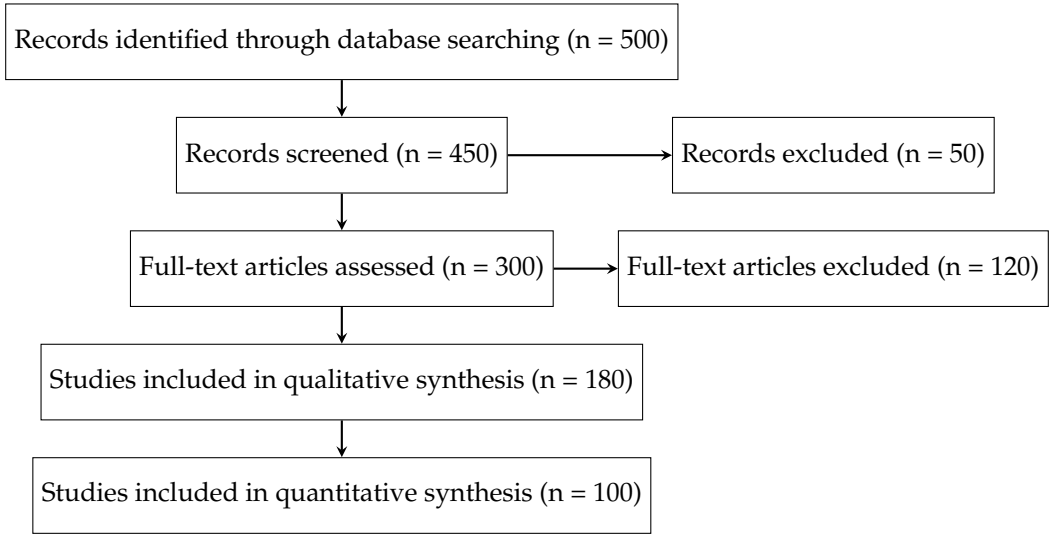 Records identified through database searching (n = 500)
Records screened (n = 450)
Records excluded (n = 50)
Full-text articles assessed (n = 300)
Full-text articles excluded (n = 120)
Studies included in qualitative synthesis (n = 180)
Studies included in quantitative synthesis (n = 100)